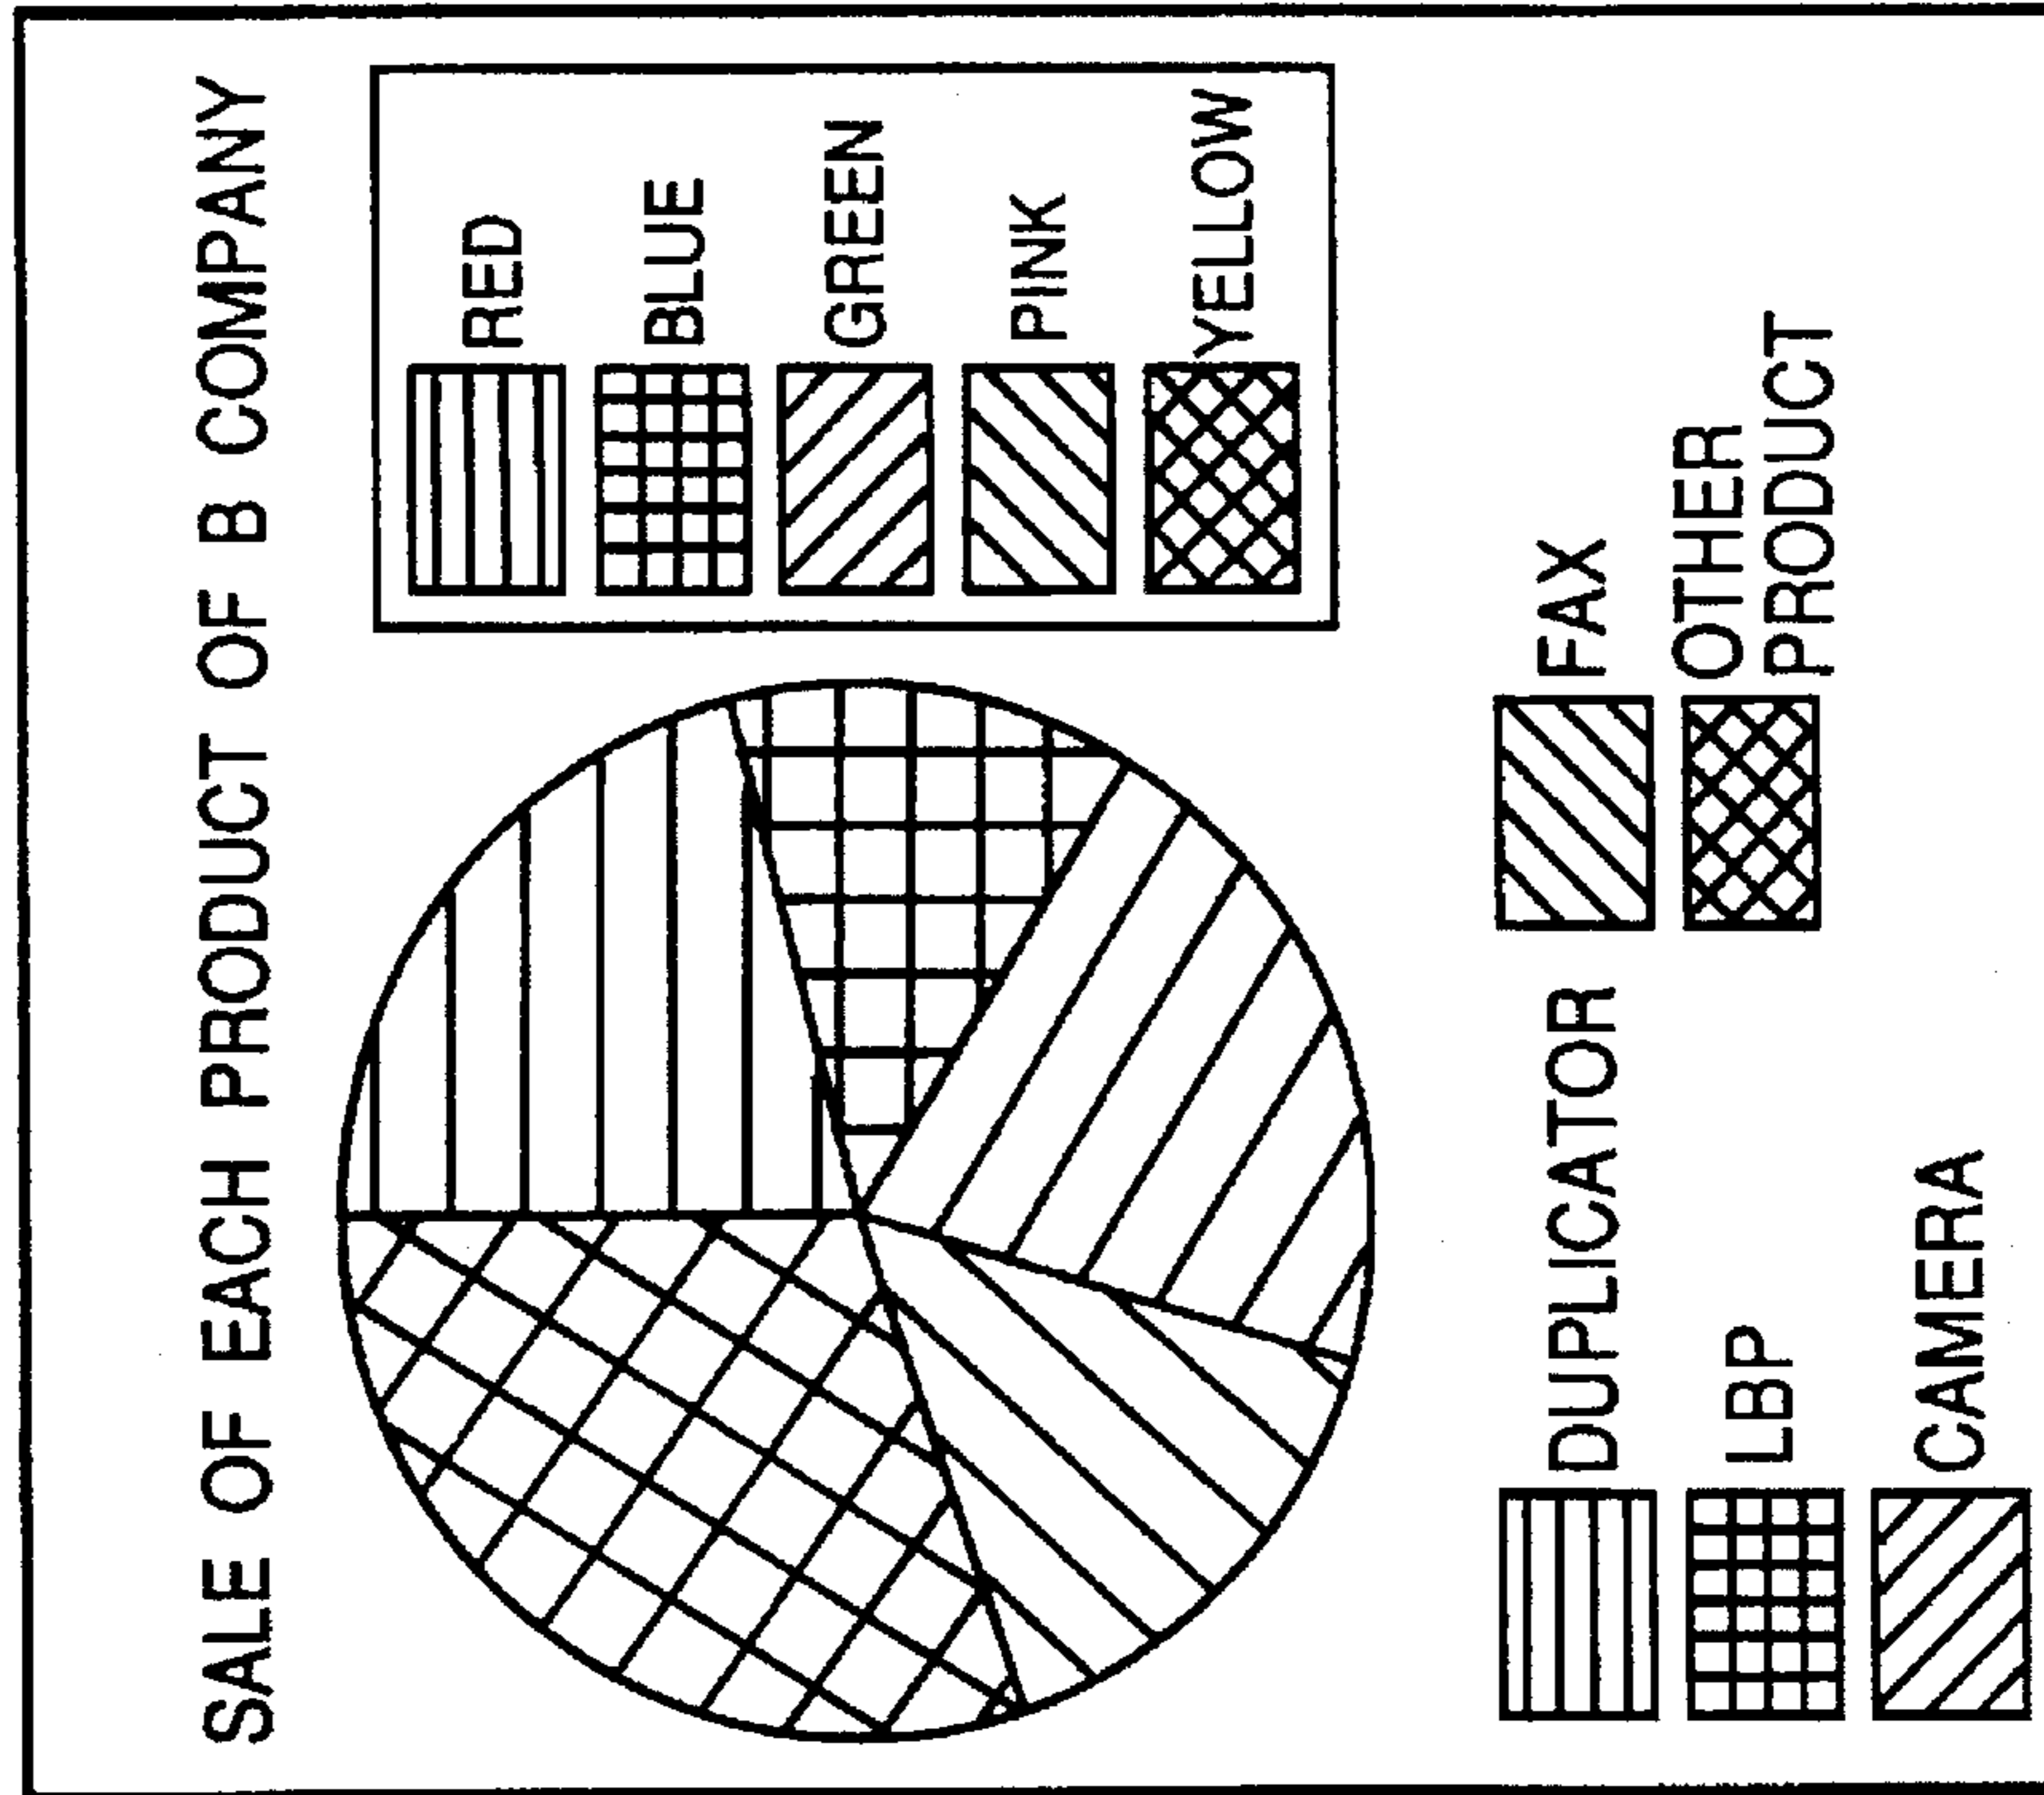 SALE OF EACH PRODUCT OF B COMPANY
RED
BLUE
GREEN
PINK
YELLOW
DUPLICATOR
LBP
CAMERA
FAX
OTHER
PRODUCT